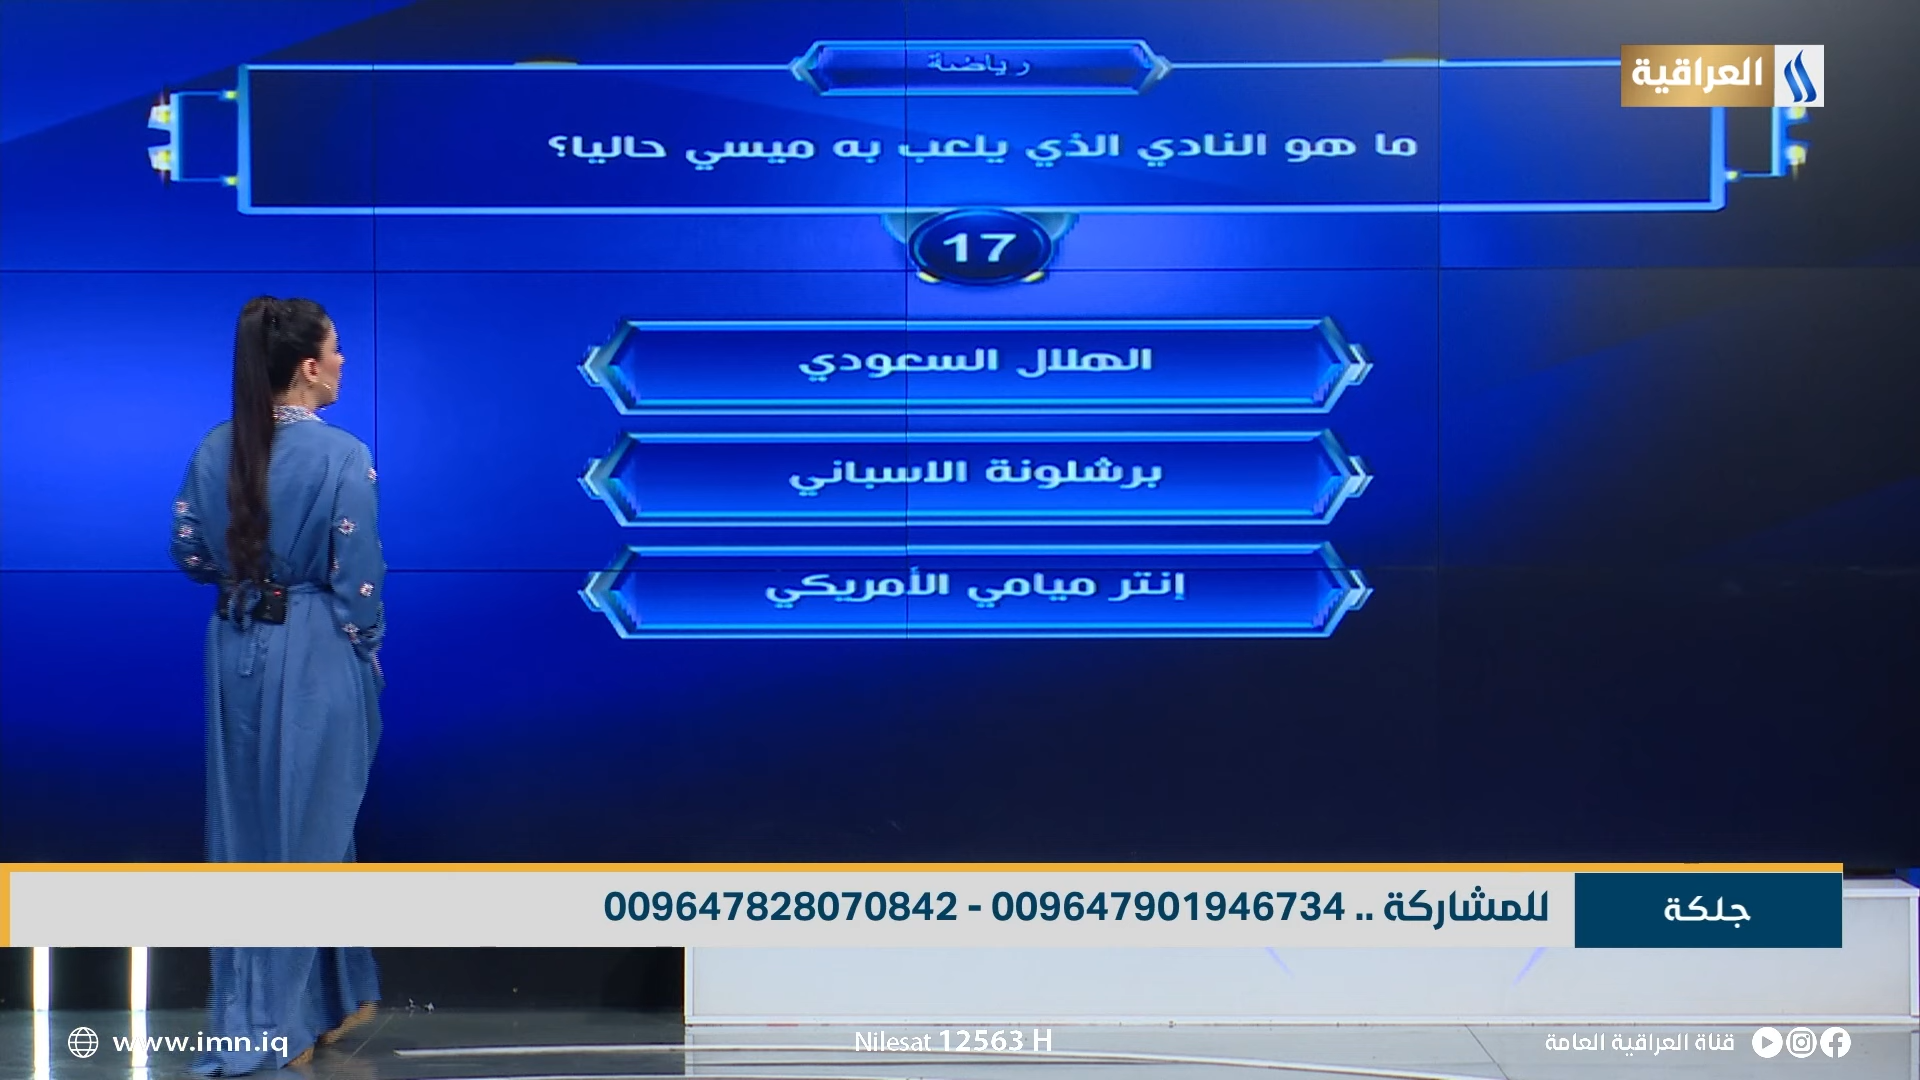 العراقية
رياضة
ما هو النادي الذي يلعب به ميسي حاليا؟
17
الهلال السعودي
برشلونة الاسباني
إنتر ميامي الأمريكي
جلكة
للمشاركة .. 009647901946734 - 009647828070842
www.imn.iq
Nilesat 12563 H
قناة العراقية العامة